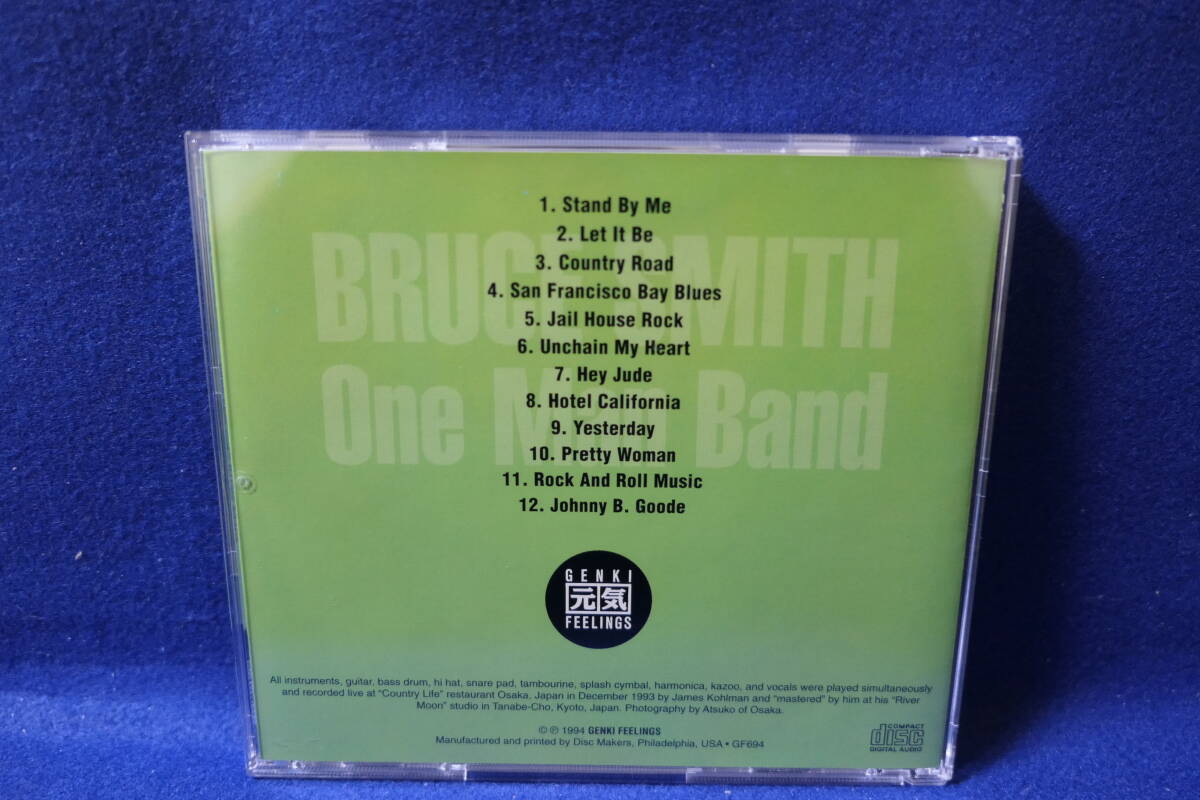 1. Stand By Me
2. Let It Be
3. Country Road
4. San Francisco Bay Blues
5. Jail House Rock
6. Unchain My Heart
7. Hey Jude
8. Hotel California
9. Yesterday
10. Pretty Woman
11. Rock And Roll Music
12. Johnny B. Goode
BRUCE SMITH
One Man Band
GENKI
元気
FEELINGS
All instruments, guitar, bass drum, hi hat, snare pad, tambourine, splash cymbal, harmonica, kazoo, and vocals were played simultaneously
and recorded live at "Country Life" restaurant Osaka, Japan in December 1993 by James Kohlman and "mastered" by him at his "River
Moon" studio in Tanabe-Cho, Kyoto, Japan. Photography by Atsuko of Osaka.
© ℗ 1994 GENKI FEELINGS
Manufactured and printed by Disc Makers, Philadelphia, USA • GF694
COMPACT
disc
DIGITAL AUDIO